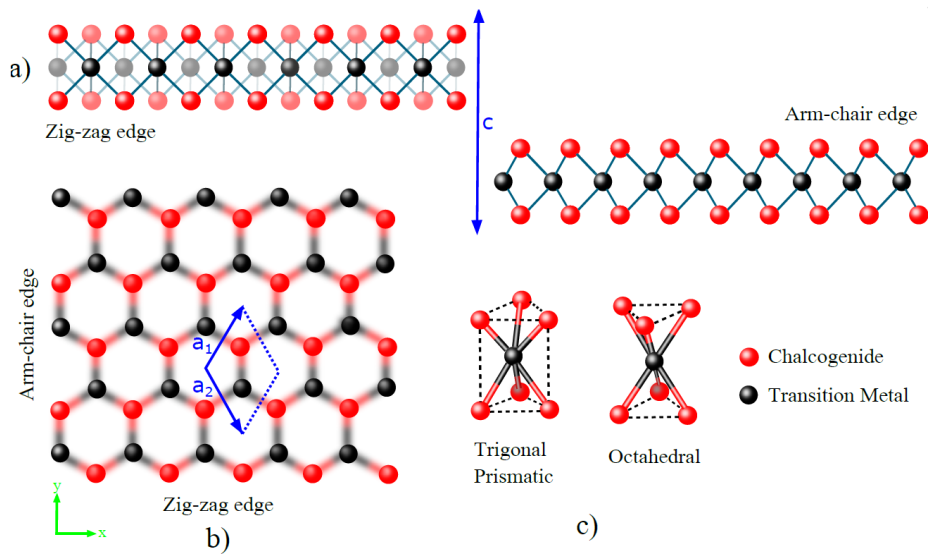 a)
Zig-zag edge
c
Arm-chair edge
Arm-chair edge
a1
a2
Chalcogenide
Transition Metal
Trigonal
Prismatic
Octahedral
y
x
Zig-zag edge
b)
c)